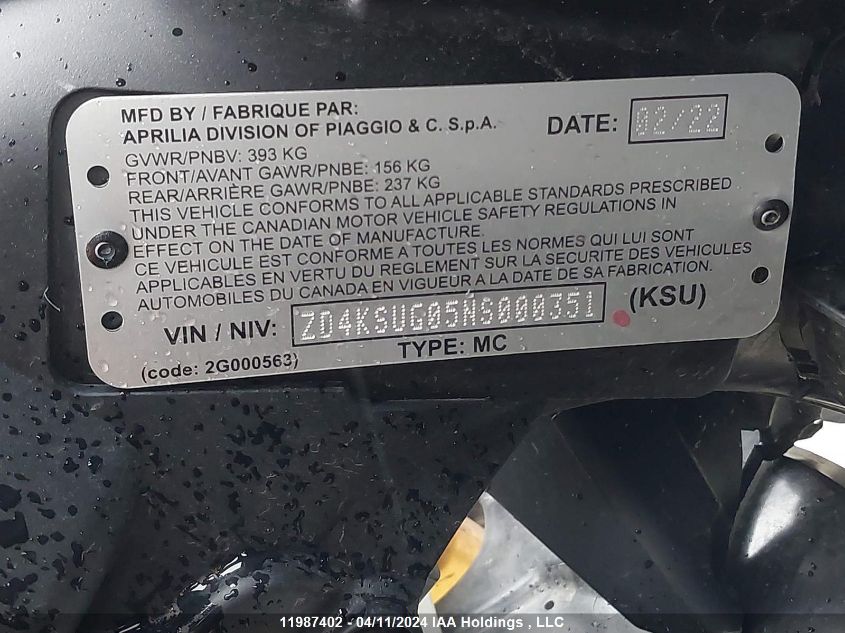 MFD BY / FABRIQUE PAR:
APRILIA DIVISION OF PIAGGIO & C. S.p.A.
DATE: 02/22
GVWR/PNBV: 393 KG
FRONT/AVANT GAWR/PNBE: 156 KG
REAR/ARRIÈRE GAWR/PNBE: 237 KG
THIS VEHICLE CONFORMS TO ALL APPLICABLE STANDARDS PRESCRIBED
UNDER THE CANADIAN MOTOR VEHICLE SAFETY REGULATIONS IN
EFFECT ON THE DATE OF MANUFACTURE.
CE VEHICULE EST CONFORME A TOUTES LES NORMES QUI LUI SONT
APPLICABLES EN VERTU DU REGLEMENT SUR LA SECURITE DES VEHICULES
AUTOMOBILES DU CANADA EN VIGUEUR A LA DATE DE SA FABRICATION.
VIN / NIV: ZD4KSUG05NS000351 (KSU)
TYPE: MC
(code: 2G000563)
11987402 - 04/11/2024 IAA Holdings , LLC